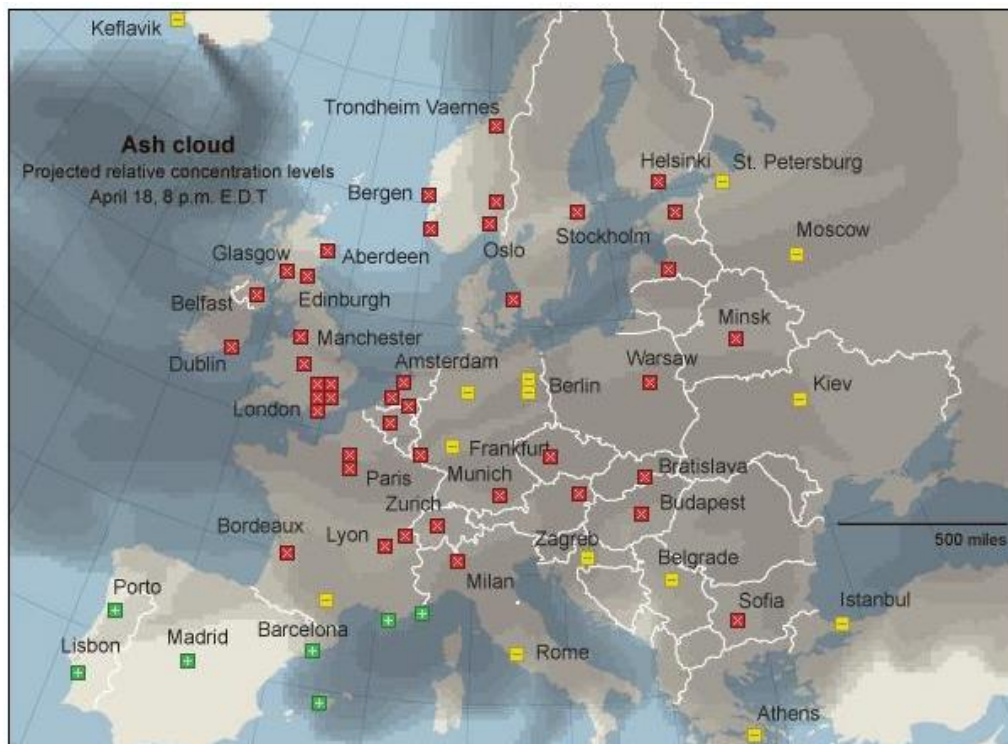 Keflavik
Trondheim Vaernes
Ash cloud
Projected relative concentration levels
April 18, 8 p.m. E.D.T
Helsinki
St. Petersburg
Bergen
Moscow
Glasgow
Aberdeen
Oslo
Stockholm
Belfast
Edinburgh
Minsk
Manchester
Dublin
Amsterdam
Warsaw
Berlin
Kiev
London
Frankfurt
Paris
Munich
Bratislava
Zurich
Budapest
Bordeaux
Lyon
Zagreb
500 miles
Belgrade
Milan
Porto
Sofia
Istanbul
Lisbon
Madrid
Barcelona
Rome
Athens